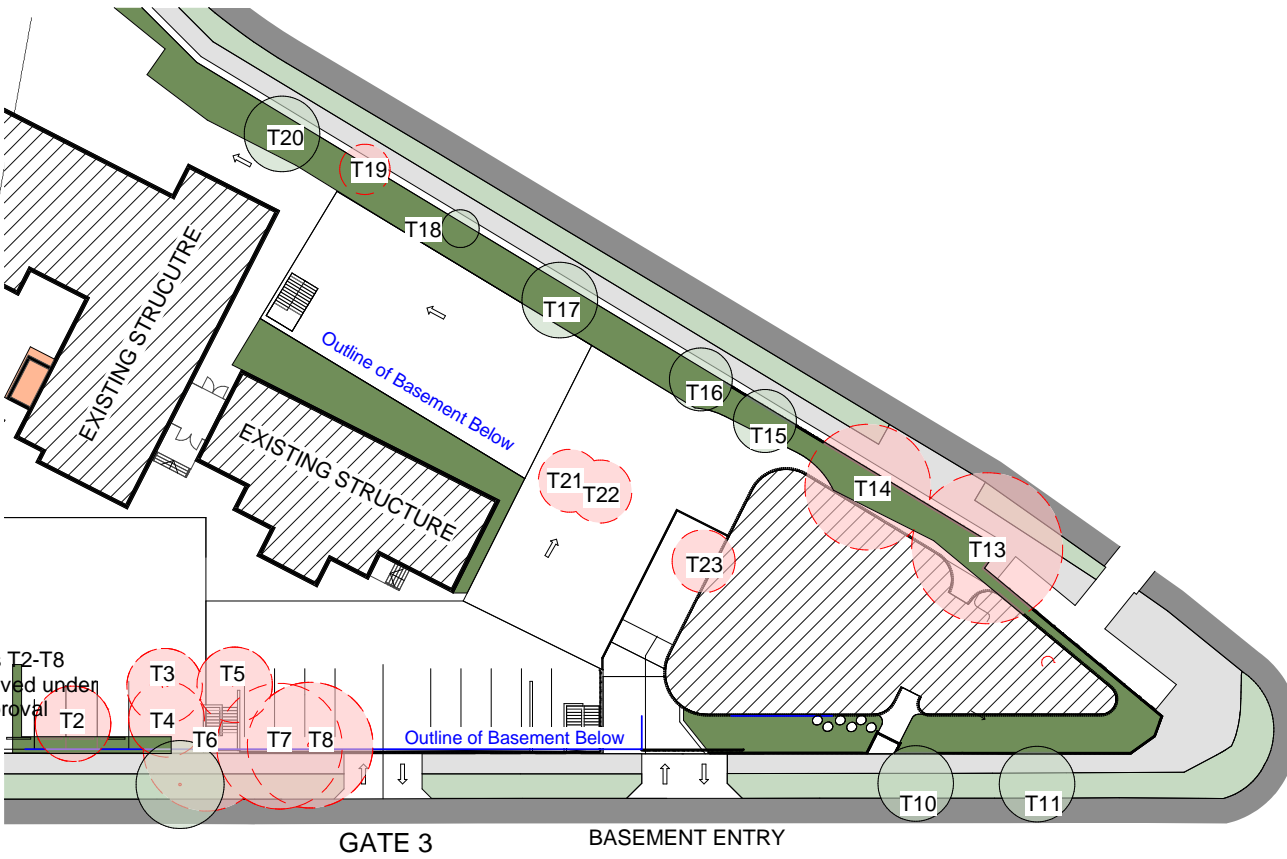 T20
T19
T18
T17
T16
T15
T14
T13
EXISTING STRUCUTRE
Outline of Basement Below
EXISTING STRUCTURE
T21
T22
T23
T2-T8
ved under
roval
T2
T3
T4
T5
T6
T7
T8
Outline of Basement Below
T10
T11
GATE 3
BASEMENT ENTRY